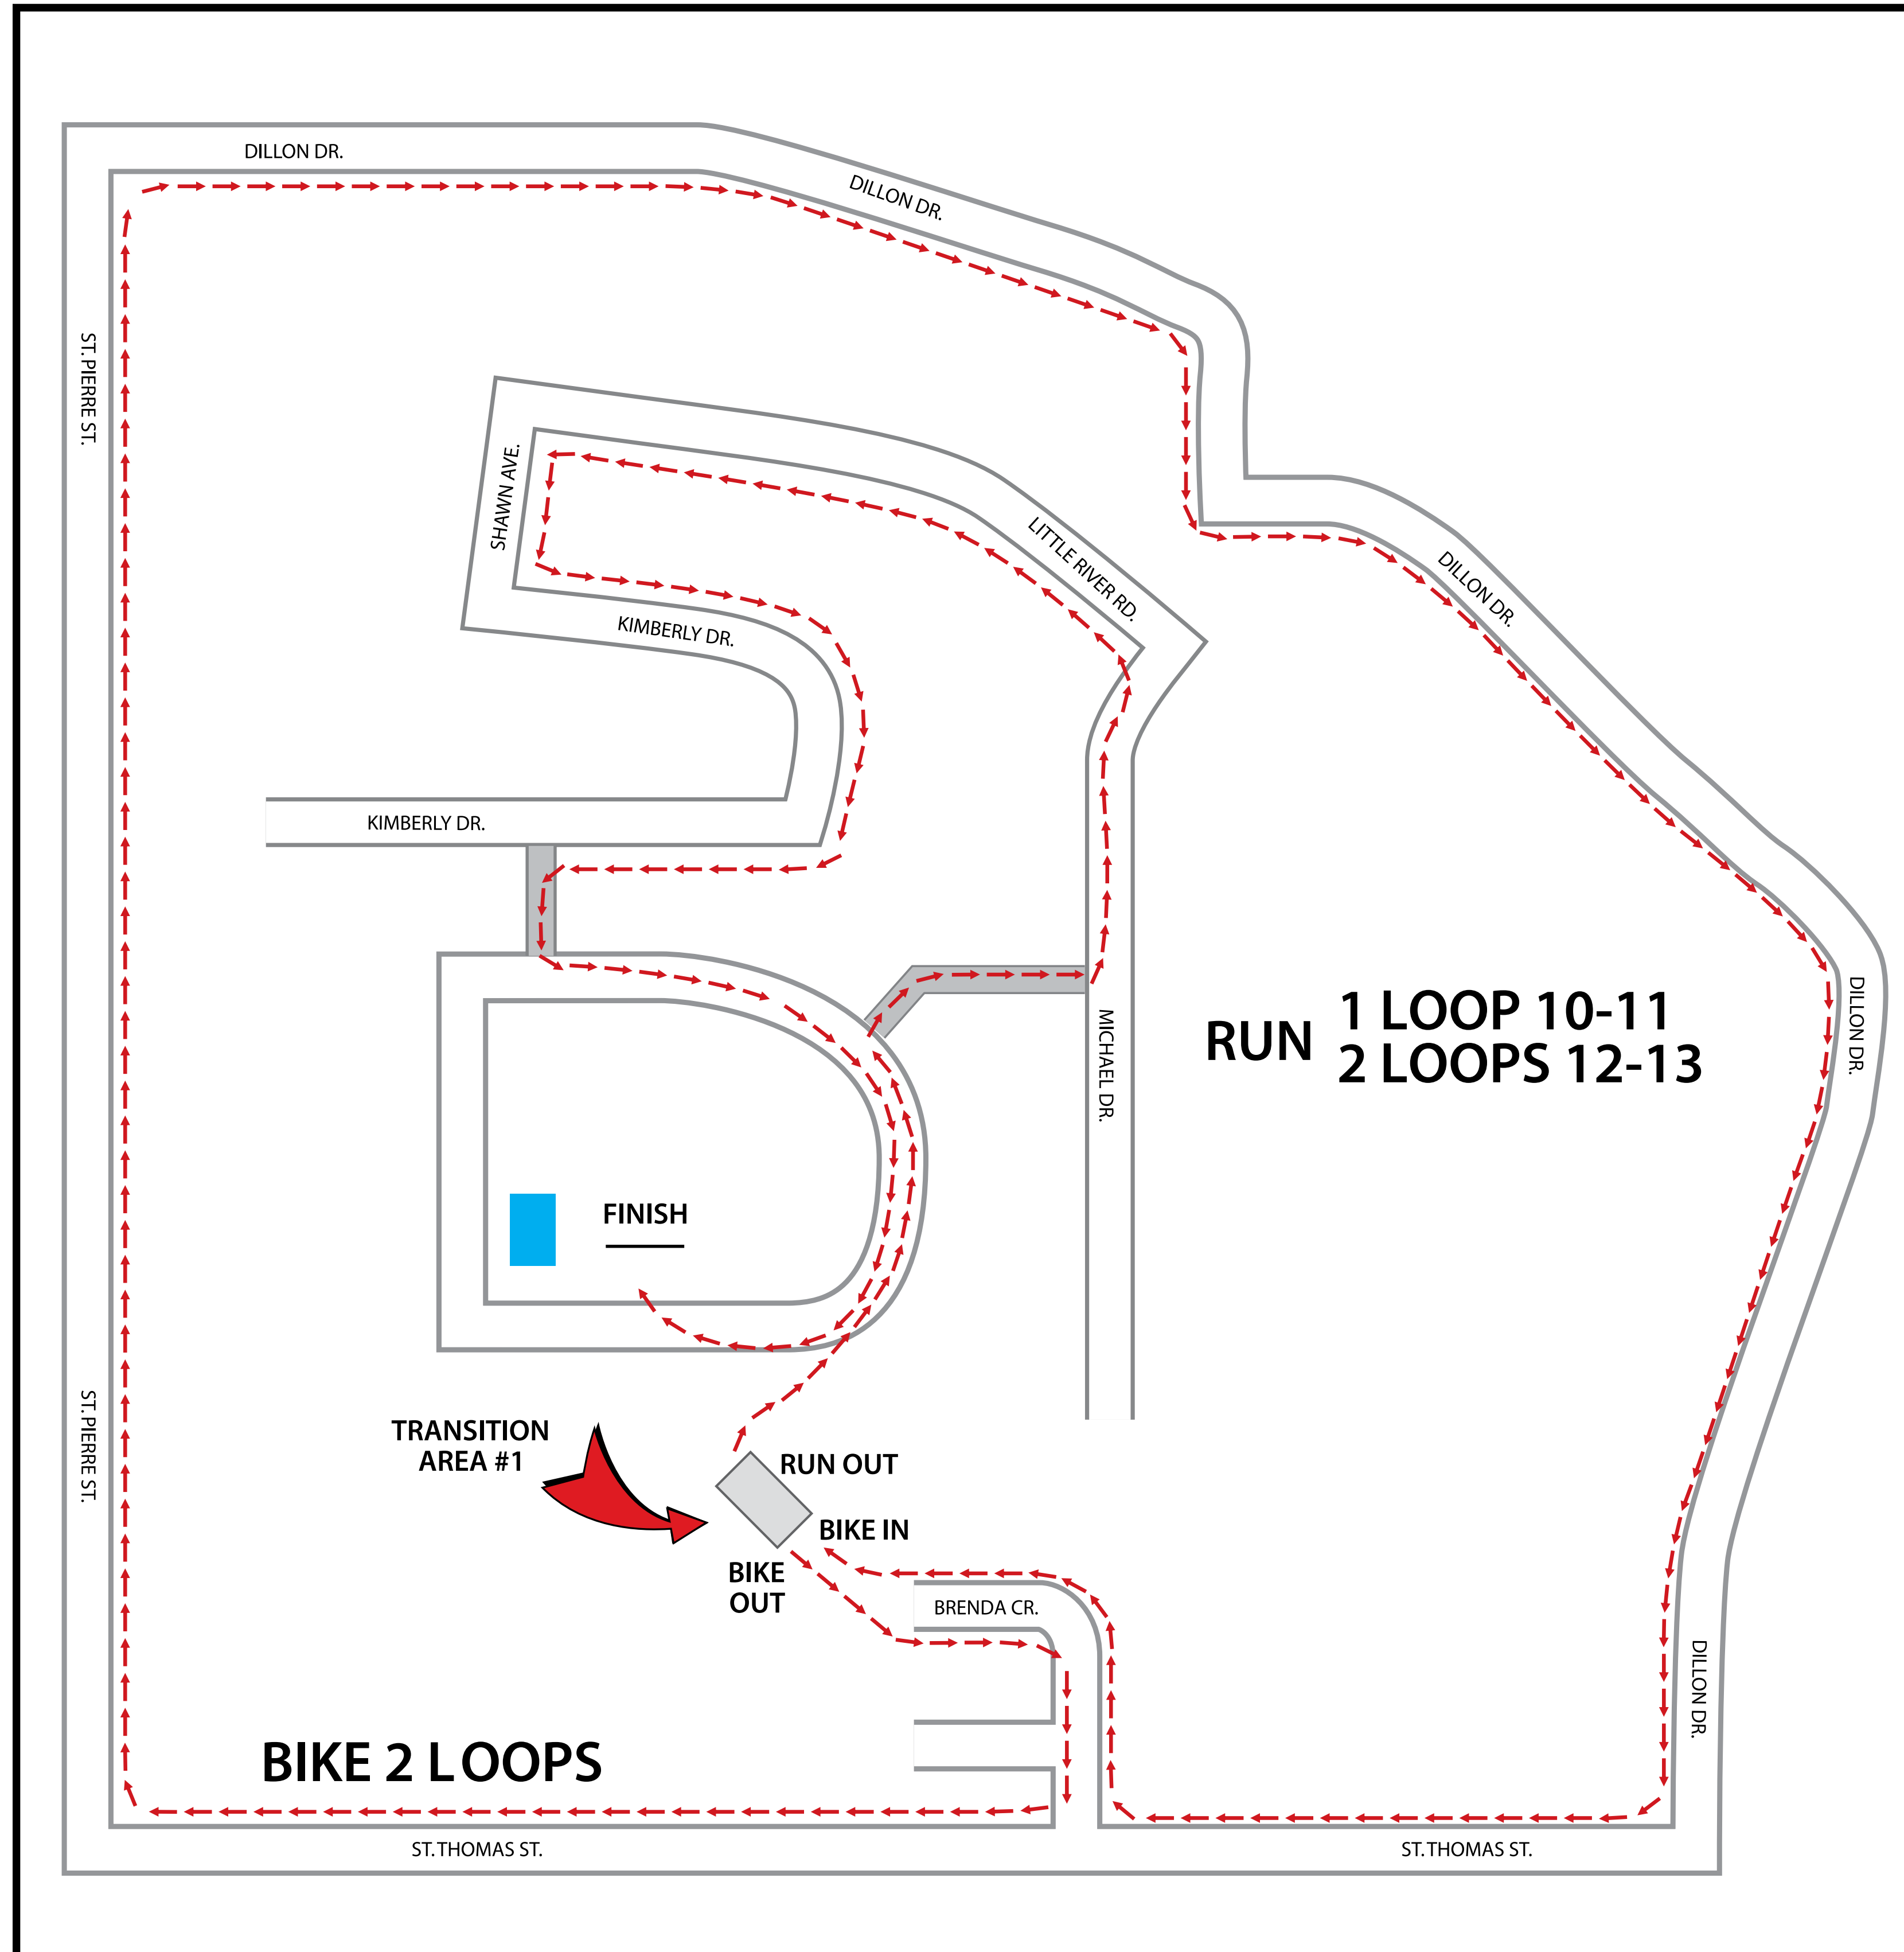 DILLON DR.
DILLON DR.
ST. PIERRE ST.
SHAWN AVE.
LITTLE RIVER RD.
DILLON DR.
KIMBERLY DR.
KIMBERLY DR.
DILLON DR.
MICHAEL DR.
RUN
1 LOOP 10-11
2 LOOPS 12-13
FINISH
ST. PIERRE ST.
TRANSITION
AREA #1
RUN OUT
BIKE IN
BIKE
OUT
BRENDA CR.
DILLON DR.
BIKE 2 LOOPS
ST. THOMAS ST.
ST. THOMAS ST.